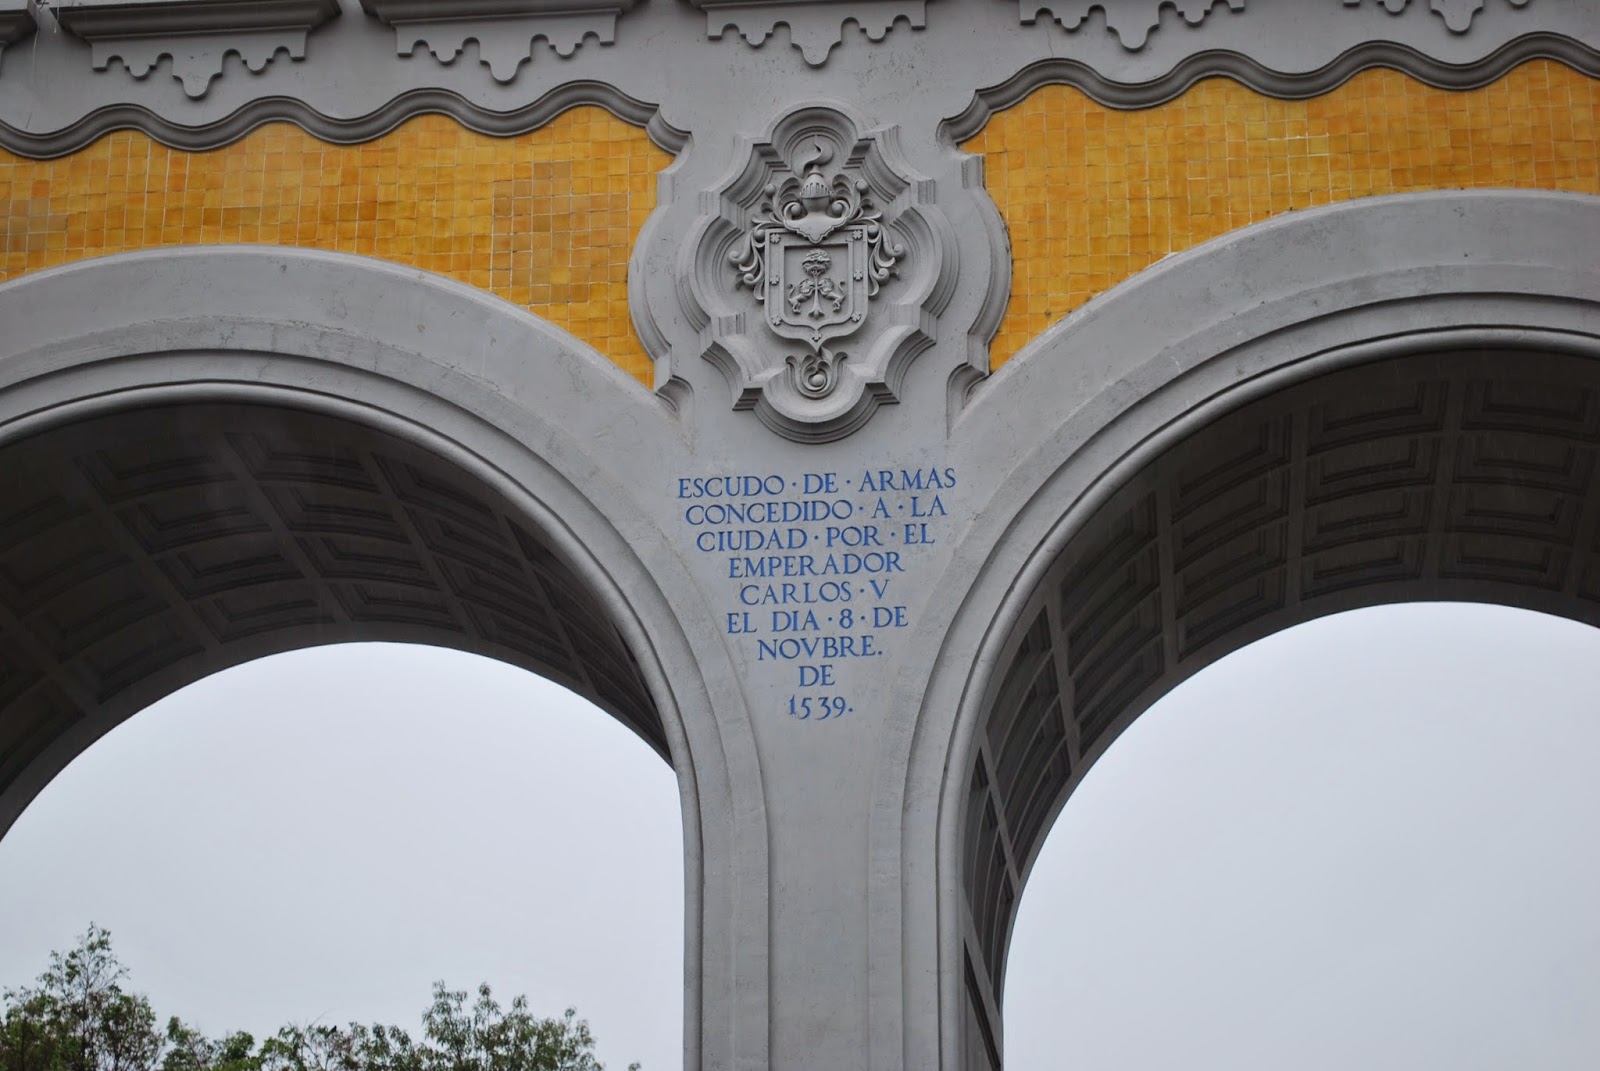 ESCUDO·DE·ARMAS
CONCEDIDO·A·LA
CIUDAD·POR·EL
EMPERADOR
CARLOS·V
EL DIA·8·DE
NOVBRE.
DE
1539.